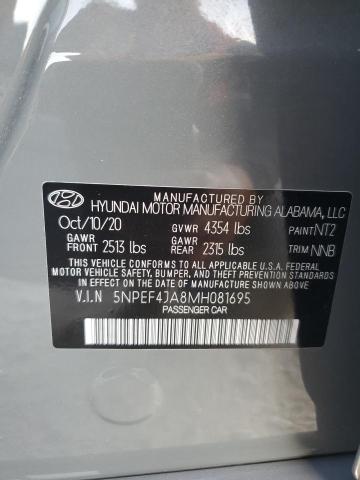 MANUFACTURED BY
HYUNDAI MOTOR MANUFACTURING ALABAMA, LLC
Oct/10/20 GVWR 4354 lbs PAINT NT2
GAWR FRONT 2513 lbs GAWR REAR 2315 lbs TRIM NNB
THIS VEHICLE CONFORMS TO ALL APPLICABLE U.S. FEDERAL
MOTOR VEHICLE SAFETY, BUMPER, AND THEFT PREVENTION STANDARDS
IN EFFECT ON THE DATE OF MANUFACTURE SHOWN ABOVE.
V.I.N 5NPEF4JA8MH081695
PASSENGER CAR